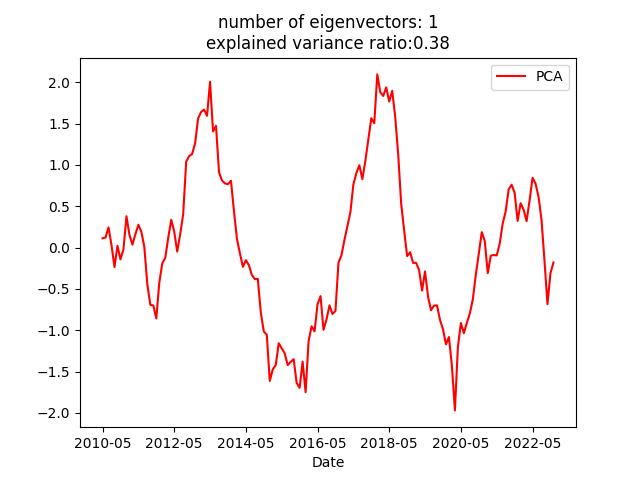 number of eigenvectors: 1
explained variance ratio:0.38
PCA
2.0
1.5
1.0
0.5
0.0
−0.5
−1.0
−1.5
−2.0
2010-05 2012-05 2014-05 2016-05 2018-05 2020-05 2022-05
Date